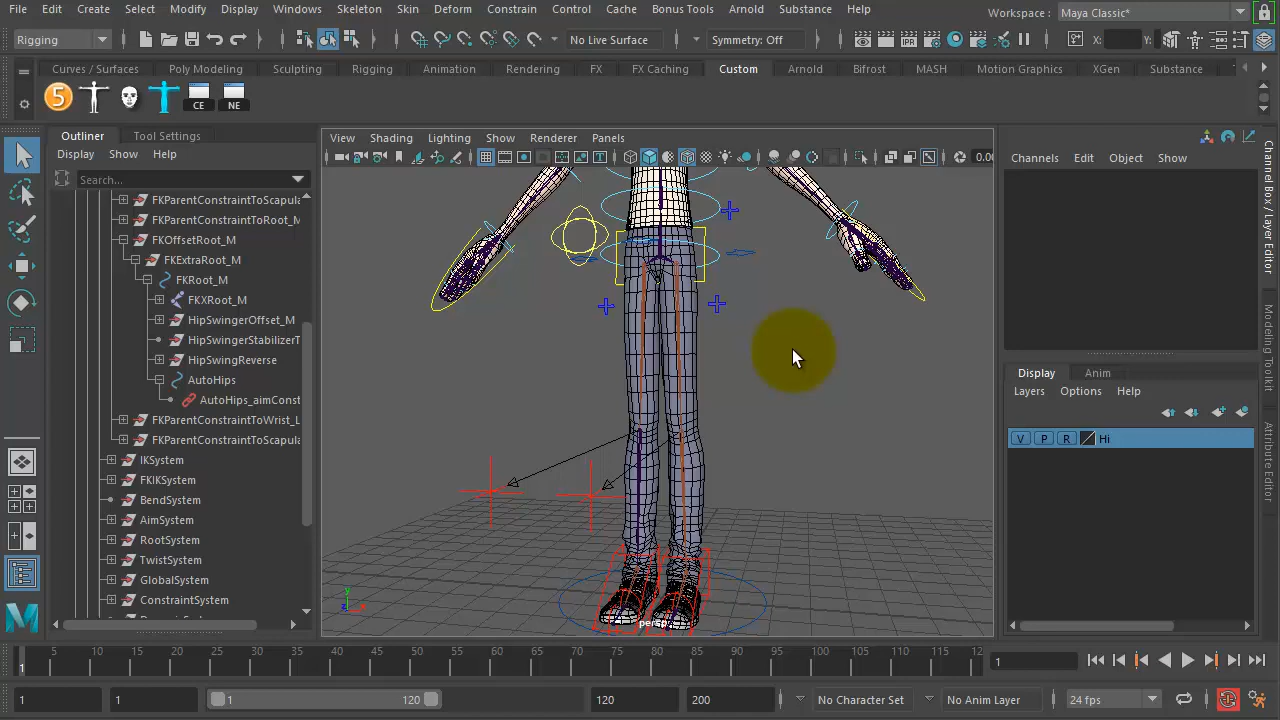 File Edit Create Select Modify Display Windows Skeleton Skin Deform Constrain Control Cache Bonus Tools Arnold Substance Help
Workspace : Maya Classic*
Rigging No Live Surface Symmetry: Off X: Y:
Curves / Surfaces Poly Modeling Sculpting Rigging Animation Rendering FX FX Caching Custom Arnold Bifrost MASH Motion Graphics XGen Substance
5 CE NE
Outliner Tool Settings
Display Show Help
Search...
View Shading Lighting Show Renderer Panels
0.00
Channels Edit Object Show
FKParentConstraintToScapula
FKParentConstraintToRoot_M
FKOffsetRoot_M
FKExtraRoot_M
FKRoot_M
FKXRoot_M
HipSwingerOffset_M
HipSwingerStabilizerT
HipSwingReverse
AutoHips
AutoHips_aimConst
FKParentConstraintToWrist_L
FKParentConstraintToScapula
IKSystem
FKIKSystem
BendSystem
AimSystem
RootSystem
TwistSystem
GlobalSystem
ConstraintSystem
y
persp
Channel Box / Layer Editor
Modeling Toolkit
Attribute Editor
Display Anim
Layers Options Help
V P R Hi
1 5 10 15 20 25 30 35 40 45 50 55 60 65 70 75 80 85 90 95 100 105 110 115 12
1
1 1 1 120 120 200 No Character Set No Anim Layer 24 fps